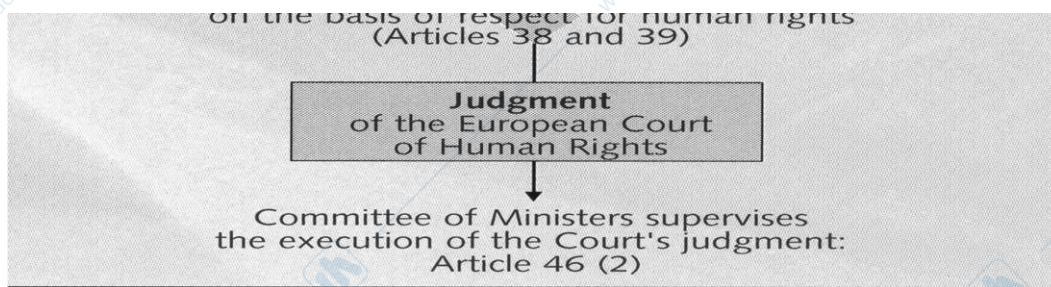 on the basis of respect for human rights
(Articles 38 and 39)
Judgment
of the European Court
of Human Rights
Committee of Ministers supervises
the execution of the Court's judgment:
Article 46 (2)